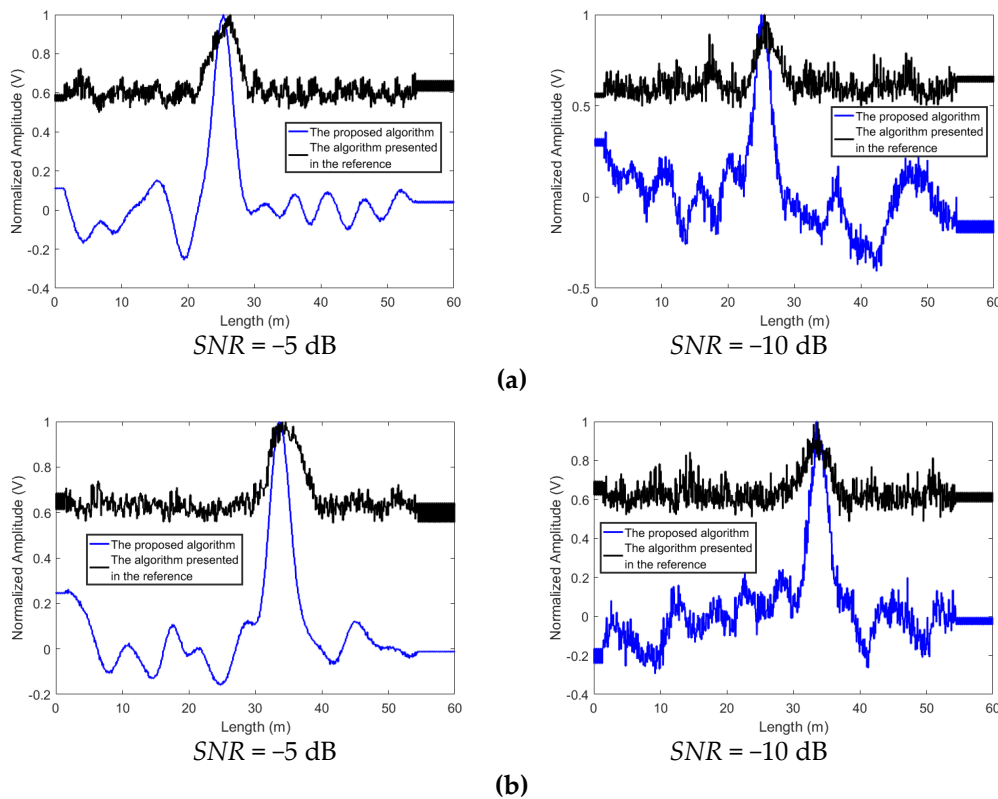 1
0.8
0.6
0.4
0.2
0
-0.2
-0.4
Normalized Amplitude (V)
The proposed algorithm
The algorithm presented
in the reference
0 10 20 30 40 50 60
Length (m)
SNR = –5 dB
1
0.5
0
-0.5
Normalized Amplitude (V)
The proposed algorithm
The algorithm presented
in the reference
0 10 20 30 40 50 60
Length (m)
SNR = –10 dB
(a)
1
0.8
0.6
0.4
0.2
0
-0.2
Normalized Amplitude (V)
The proposed algorithm
The algorithm presented
in the reference
0 10 20 30 40 50 60
Length (m)
SNR = –5 dB
1
0.8
0.6
0.4
0.2
0
-0.2
-0.4
Normalized Amplitude (V)
The proposed algorithm
The algorithm presented
in the reference
0 10 20 30 40 50 60
Length (m)
SNR = –10 dB
(b)